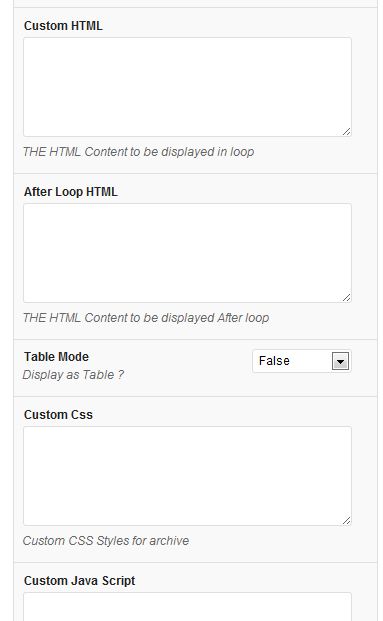 Custom HTML
THE HTML Content to be displayed in loop
After Loop HTML
THE HTML Content to be displayed After loop
Table Mode
False
Display as Table ?
Custom Css
Custom CSS Styles for archive
Custom Java Script